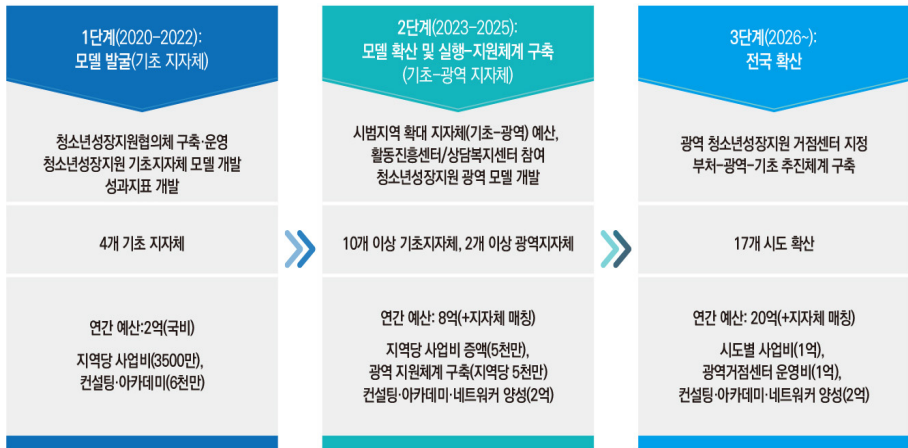 1단계(2020-2022):
모델 발굴(기초 지자체)
청소년성장지원협의체 구축·운영
청소년성장지원 기초지자체 모델 개발
성과지표 개발
4개 기초 지자체
연간 예산:2억(국비)
지역당 사업비(3500만),
컨설팅·아카데미(6천만)
2단계(2023-2025):
모델 확산 및 실행-지원체계 구축
(기초-광역 지자체)
시범지역 확대 지자체(기초-광역) 예산,
활동진흥센터/상담복지센터 참여
청소년성장지원 광역 모델 개발
10개 이상 기초지자체, 2개 이상 광역지자체
연간 예산: 8억(+지자체 매칭)
지역당 사업비 증액(5천만),
광역 지원체계 구축(지역당 5천만)
컨설팅·아카데미·네트워커 양성(2억)
3단계(2026~):
전국 확산
광역 청소년성장지원 거점센터 지정
부처-광역-기초 추진체계 구축
17개 시도 확산
연간 예산: 20억(+지자체 매칭)
시도별 사업비(1억),
광역거점센터 운영비(1억),
컨설팅·아카데미·네트워커 양성(2억)